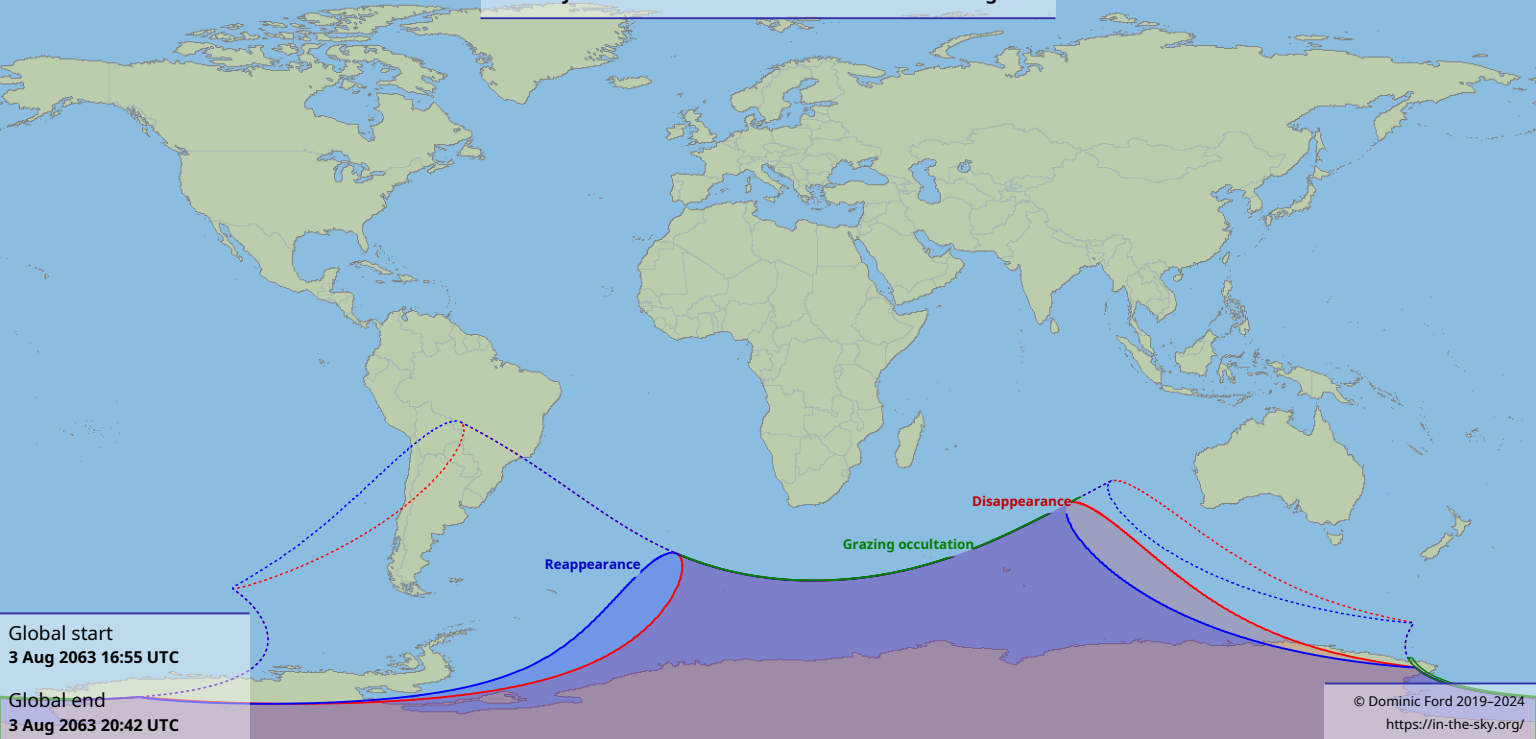 Disappearance
Grazing occultation
Reappearance
Global start
3 Aug 2063 16:55 UTC
Global end
3 Aug 2063 20:42 UTC
© Dominic Ford 2019–2024
https://in-the-sky.org/